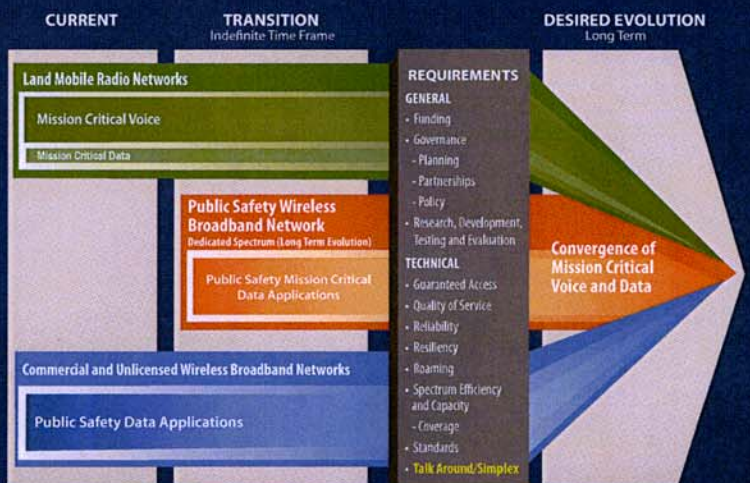 CURRENT
TRANSITION
Indefinite Time Frame
DESIRED EVOLUTION
Long Term
Land Mobile Radio Networks
Mission Critical Voice
Mission Critical Data
Public Safety Wireless
Broadband Network
Dedicated Spectrum (Long Term Evolution)
Public Safety Mission Critical
Data Applications
Commercial and Unlicensed Wireless Broadband Networks
Public Safety Data Applications
REQUIREMENTS
GENERAL
• Funding
• Governance
- Planning
- Partnerships
- Policy
• Research, Development,
Testing and Evaluation
TECHNICAL
• Guaranteed Access
• Quality of Service
• Reliability
• Resiliency
• Roaming
• Spectrum Efficiency
and Capacity
- Coverage
• Standards
• Talk Around/Simplex
Convergence of
Mission Critical
Voice and Data